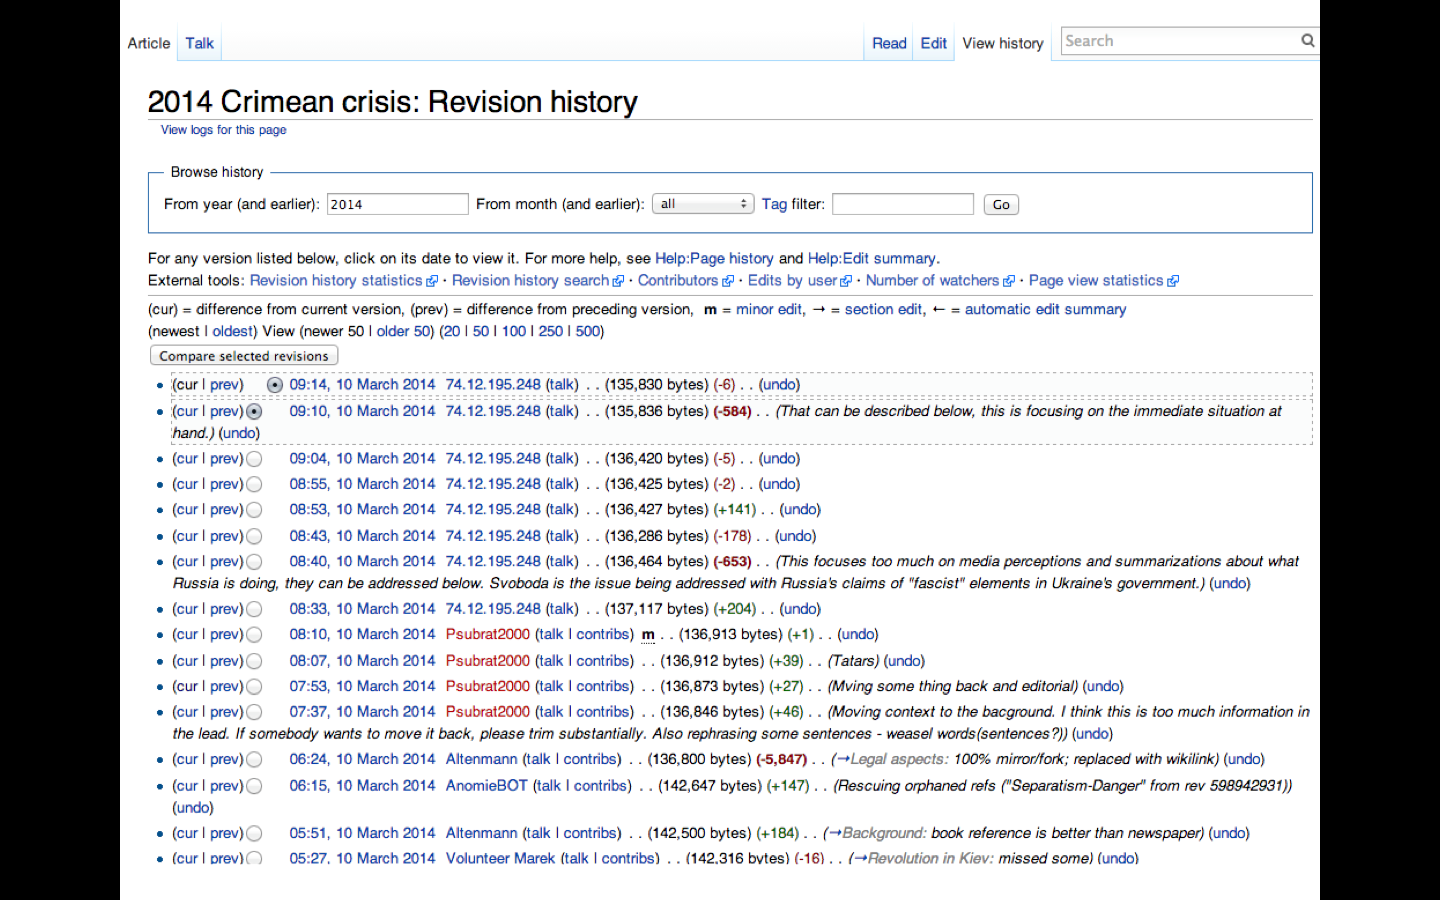 Article Talk Read Edit View history Search
2014 Crimean crisis: Revision history
View logs for this page
Browse history
From year (and earlier): 2014 From month (and earlier): all Tag filter: Go
For any version listed below, click on its date to view it. For more help, see Help:Page history and Help:Edit summary.
External tools: Revision history statistics · Revision history search · Contributors · Edits by user · Number of watchers · Page view statistics
(cur) = difference from current version, (prev) = difference from preceding version, m = minor edit, → = section edit, ← = automatic edit summary
(newest | oldest) View (newer 50 | older 50) (20 | 50 | 100 | 250 | 500)
Compare selected revisions
• (cur | prev) 09:14, 10 March 2014 74.12.195.248 (talk) . . (135,830 bytes) (-6) . . (undo)
• (cur | prev) 09:10, 10 March 2014 74.12.195.248 (talk) . . (135,836 bytes) (-584) . . (That can be described below, this is focusing on the immediate situation at
hand.) (undo)
• (cur | prev) 09:04, 10 March 2014 74.12.195.248 (talk) . . (136,420 bytes) (-5) . . (undo)
• (cur | prev) 08:55, 10 March 2014 74.12.195.248 (talk) . . (136,425 bytes) (-2) . . (undo)
• (cur | prev) 08:53, 10 March 2014 74.12.195.248 (talk) . . (136,427 bytes) (+141) . . (undo)
• (cur | prev) 08:43, 10 March 2014 74.12.195.248 (talk) . . (136,286 bytes) (-178) . . (undo)
• (cur | prev) 08:40, 10 March 2014 74.12.195.248 (talk) . . (136,464 bytes) (-653) . . (This focuses too much on media perceptions and summarizations about what
Russia is doing, they can be addressed below. Svoboda is the issue being addressed with Russia's claims of "fascist" elements in Ukraine's government.) (undo)
• (cur | prev) 08:33, 10 March 2014 74.12.195.248 (talk) . . (137,117 bytes) (+204) . . (undo)
• (cur | prev) 08:10, 10 March 2014 Psubrat2000 (talk | contribs) m . . (136,913 bytes) (+1) . . (undo)
• (cur | prev) 08:07, 10 March 2014 Psubrat2000 (talk | contribs) . . (136,912 bytes) (+39) . . (Tatars) (undo)
• (cur | prev) 07:53, 10 March 2014 Psubrat2000 (talk | contribs) . . (136,873 bytes) (+27) . . (Mving some thing back and editorial) (undo)
• (cur | prev) 07:37, 10 March 2014 Psubrat2000 (talk | contribs) . . (136,846 bytes) (+46) . . (Moving context to the bacground. I think this is too much information in
the lead. If somebody wants to move it back, please trim substantially. Also rephrasing some sentences - weasel words(sentences?)) (undo)
• (cur | prev) 06:24, 10 March 2014 Altenmann (talk | contribs) . . (136,800 bytes) (-5,847) . . (→Legal aspects: 100% mirror/fork; replaced with wikilink) (undo)
• (cur | prev) 06:15, 10 March 2014 AnomieBOT (talk | contribs) . . (142,647 bytes) (+147) . . (Rescuing orphaned refs ("Separatism-Danger" from rev 598942931))
(undo)
• (cur | prev) 05:51, 10 March 2014 Altenmann (talk | contribs) . . (142,500 bytes) (+184) . . (→Background: book reference is better than newspaper) (undo)
• (cur | prev) 05:27, 10 March 2014 Volunteer Marek (talk | contribs) . . (142,316 bytes) (-16) . . (→Revolution in Kiev: missed some) (undo)